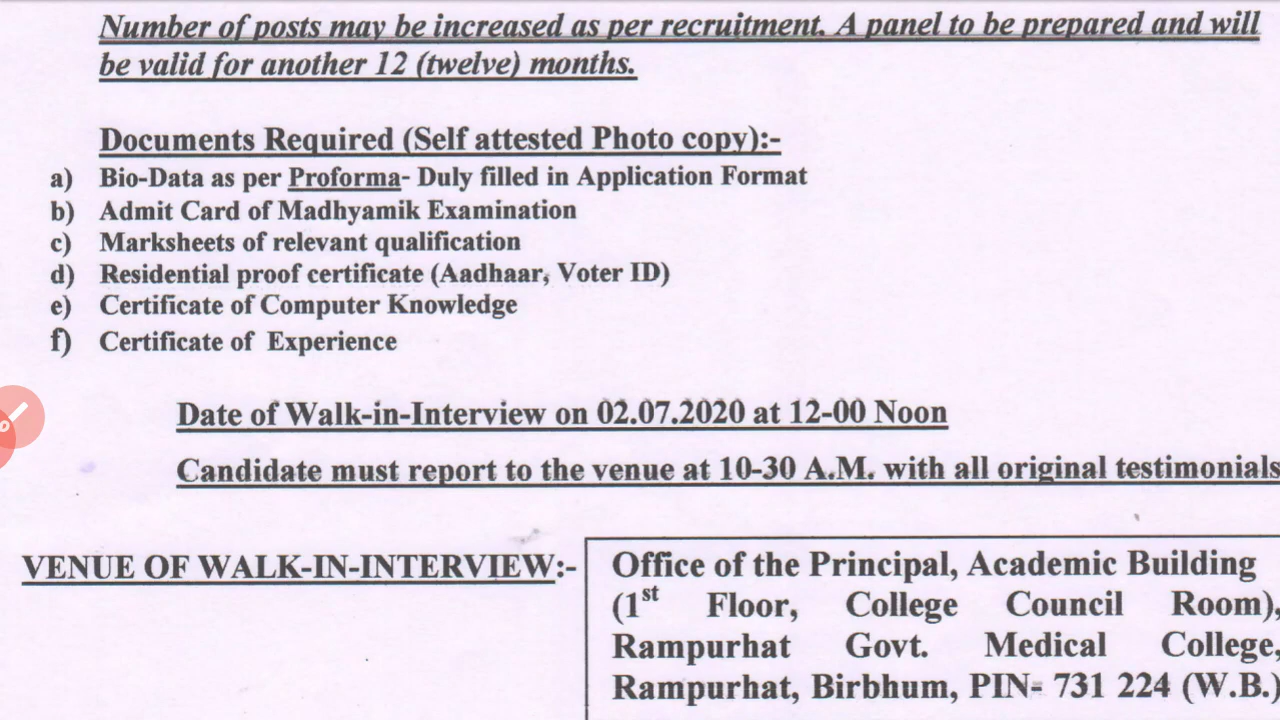 Number of posts may be increased as per recruitment. A panel to be prepared and will
be valid for another 12 (twelve) months.
Documents Required (Self attested Photo copy):-
a) Bio-Data as per Proforma- Duly filled in Application Format
b) Admit Card of Madhyamik Examination
c) Marksheets of relevant qualification
d) Residential proof certificate (Aadhaar, Voter ID)
e) Certificate of Computer Knowledge
f) Certificate of Experience
Date of Walk-in-Interview on 02.07.2020 at 12-00 Noon
Candidate must report to the venue at 10-30 A.M. with all original testimonials
VENUE OF WALK-IN-INTERVIEW:-
Office of the Principal, Academic Building
(1st Floor, College Council Room),
Rampurhat Govt. Medical College,
Rampurhat, Birbhum, PIN- 731 224 (W.B.)